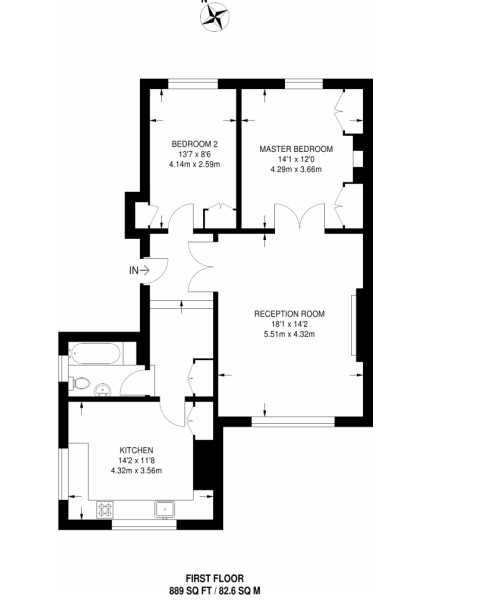 N
BEDROOM 2
13'7 x 8'6
4.14m x 2.59m
MASTER BEDROOM
14'1 x 12'0
4.29m x 3.66m
IN
RECEPTION ROOM
18'1 x 14'2
5.51m x 4.32m
KITCHEN
14'2 x 11'8
4.32m x 3.56m
FIRST FLOOR
889 SQ FT / 82.6 SQ M